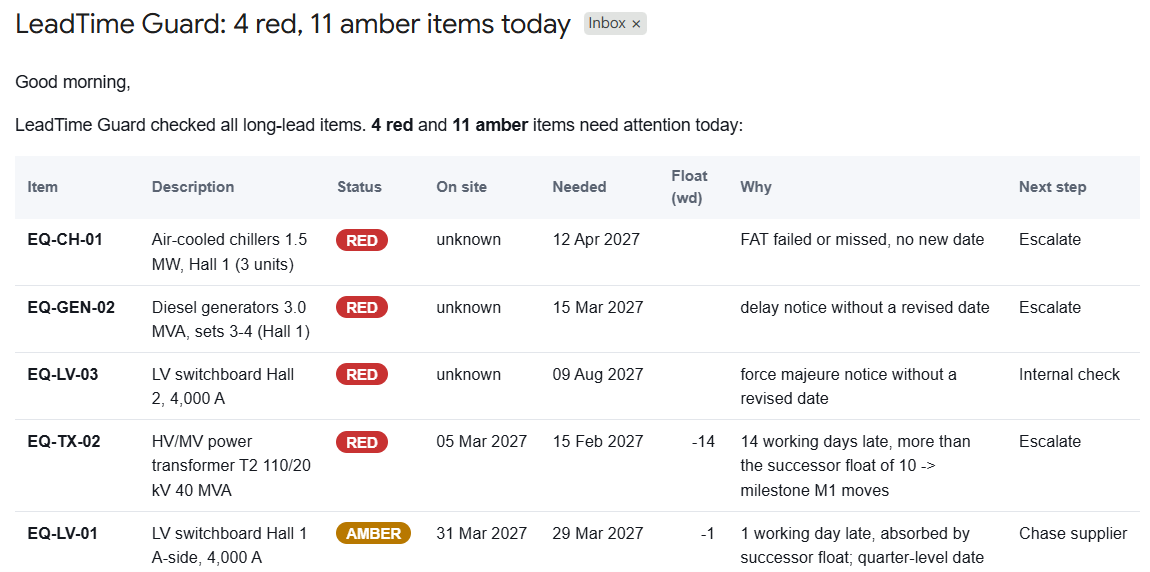 LeadTime Guard: 4 red, 11 amber items today Inbox ×
Good morning,
LeadTime Guard checked all long-lead items. 4 red and 11 amber items need attention today:
Item Description Status On site Needed Float (wd) Why Next step
EQ-CH-01 Air-cooled chillers 1.5 RED unknown 12 Apr 2027 FAT failed or missed, no new date Escalate
MW, Hall 1 (3 units)
EQ-GEN-02 Diesel generators 3.0 RED unknown 15 Mar 2027 delay notice without a revised date Escalate
MVA, sets 3-4 (Hall 1)
EQ-LV-03 LV switchboard Hall RED unknown 09 Aug 2027 force majeure notice without a Internal check
2, 4,000 A revised date
EQ-TX-02 HV/MV power RED 05 Mar 2027 15 Feb 2027 -14 14 working days late, more than Escalate
transformer T2 110/20 the successor float of 10 ->
kV 40 MVA milestone M1 moves
EQ-LV-01 LV switchboard Hall 1 AMBER 31 Mar 2027 29 Mar 2027 -1 1 working day late, absorbed by Chase supplier
A-side, 4,000 A successor float; quarter-level date